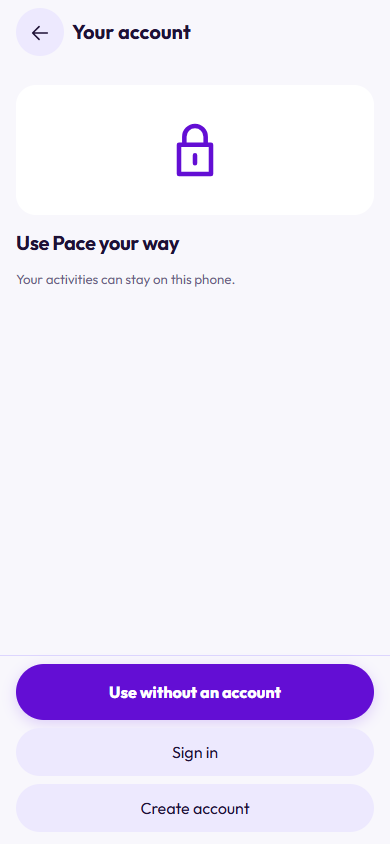 Your account
Use Pace your way
Your activities can stay on this phone.
Use without an account
Sign in
Create account